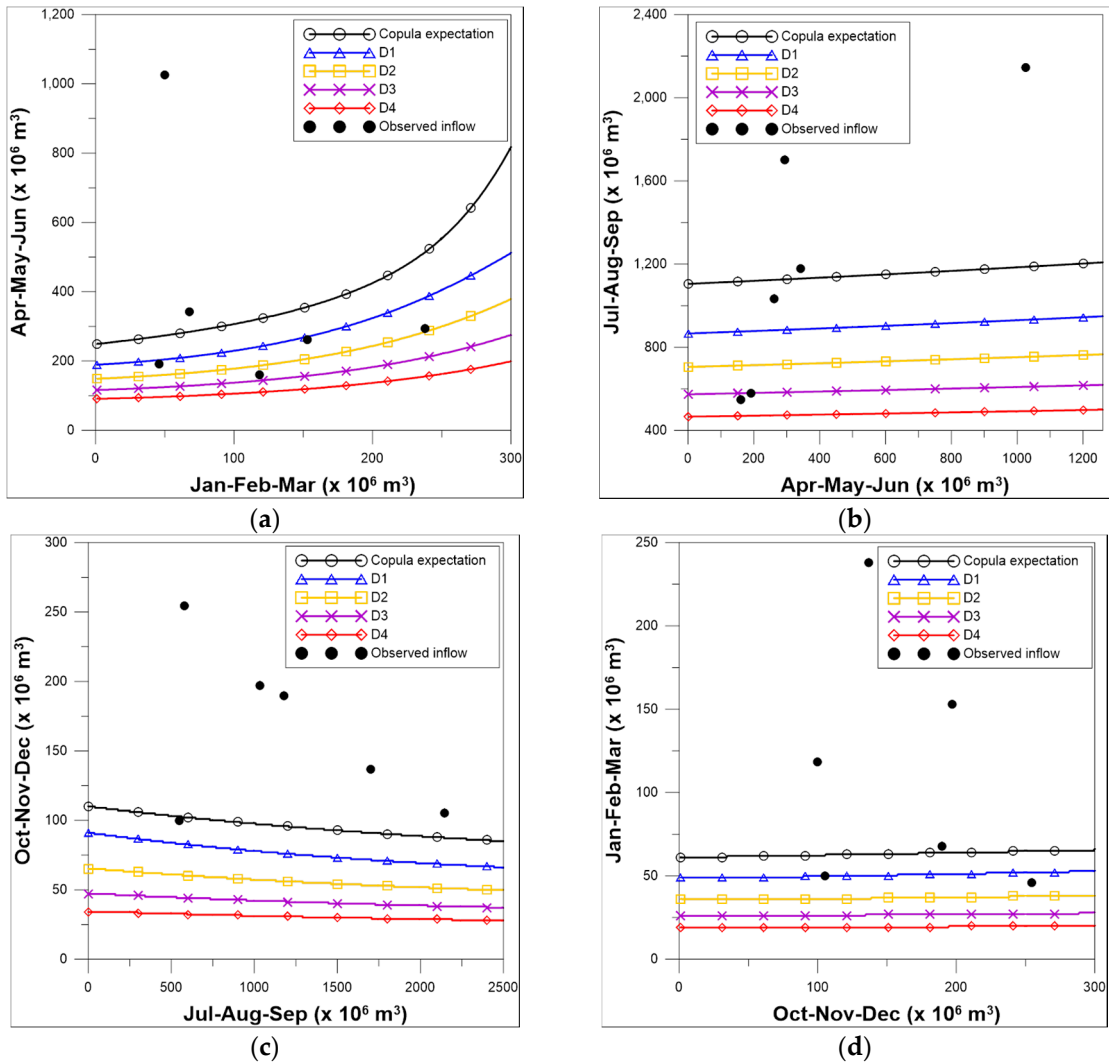 1,200
1,000
800
600
400
200
0
Apr-May-Jun (x 10⁶ m³)
Copula expectation
D1
D2
D3
D4
Observed inflow
0 100 200 300
Jan-Feb-Mar (x 10⁶ m³)
(a)
2,400
2,000
1,600
1,200
800
400
Jul-Aug-Sep (x 10⁶ m³)
Copula expectation
D1
D2
D3
D4
Observed inflow
0 200 400 600 800 1000 1200
Apr-May-Jun (x 10⁶ m³)
(b)
300
250
200
150
100
50
0
Oct-Nov-Dec (x 10⁶ m³)
Copula expectation
D1
D2
D3
D4
Observed inflow
0 500 1000 1500 2000 2500
Jul-Aug-Sep (x 10⁶ m³)
(c)
250
200
150
100
50
0
Jan-Feb-Mar (x 10⁶ m³)
Copula expectation
D1
D2
D3
D4
Observed inflow
0 100 200 300
Oct-Nov-Dec (x 10⁶ m³)
(d)